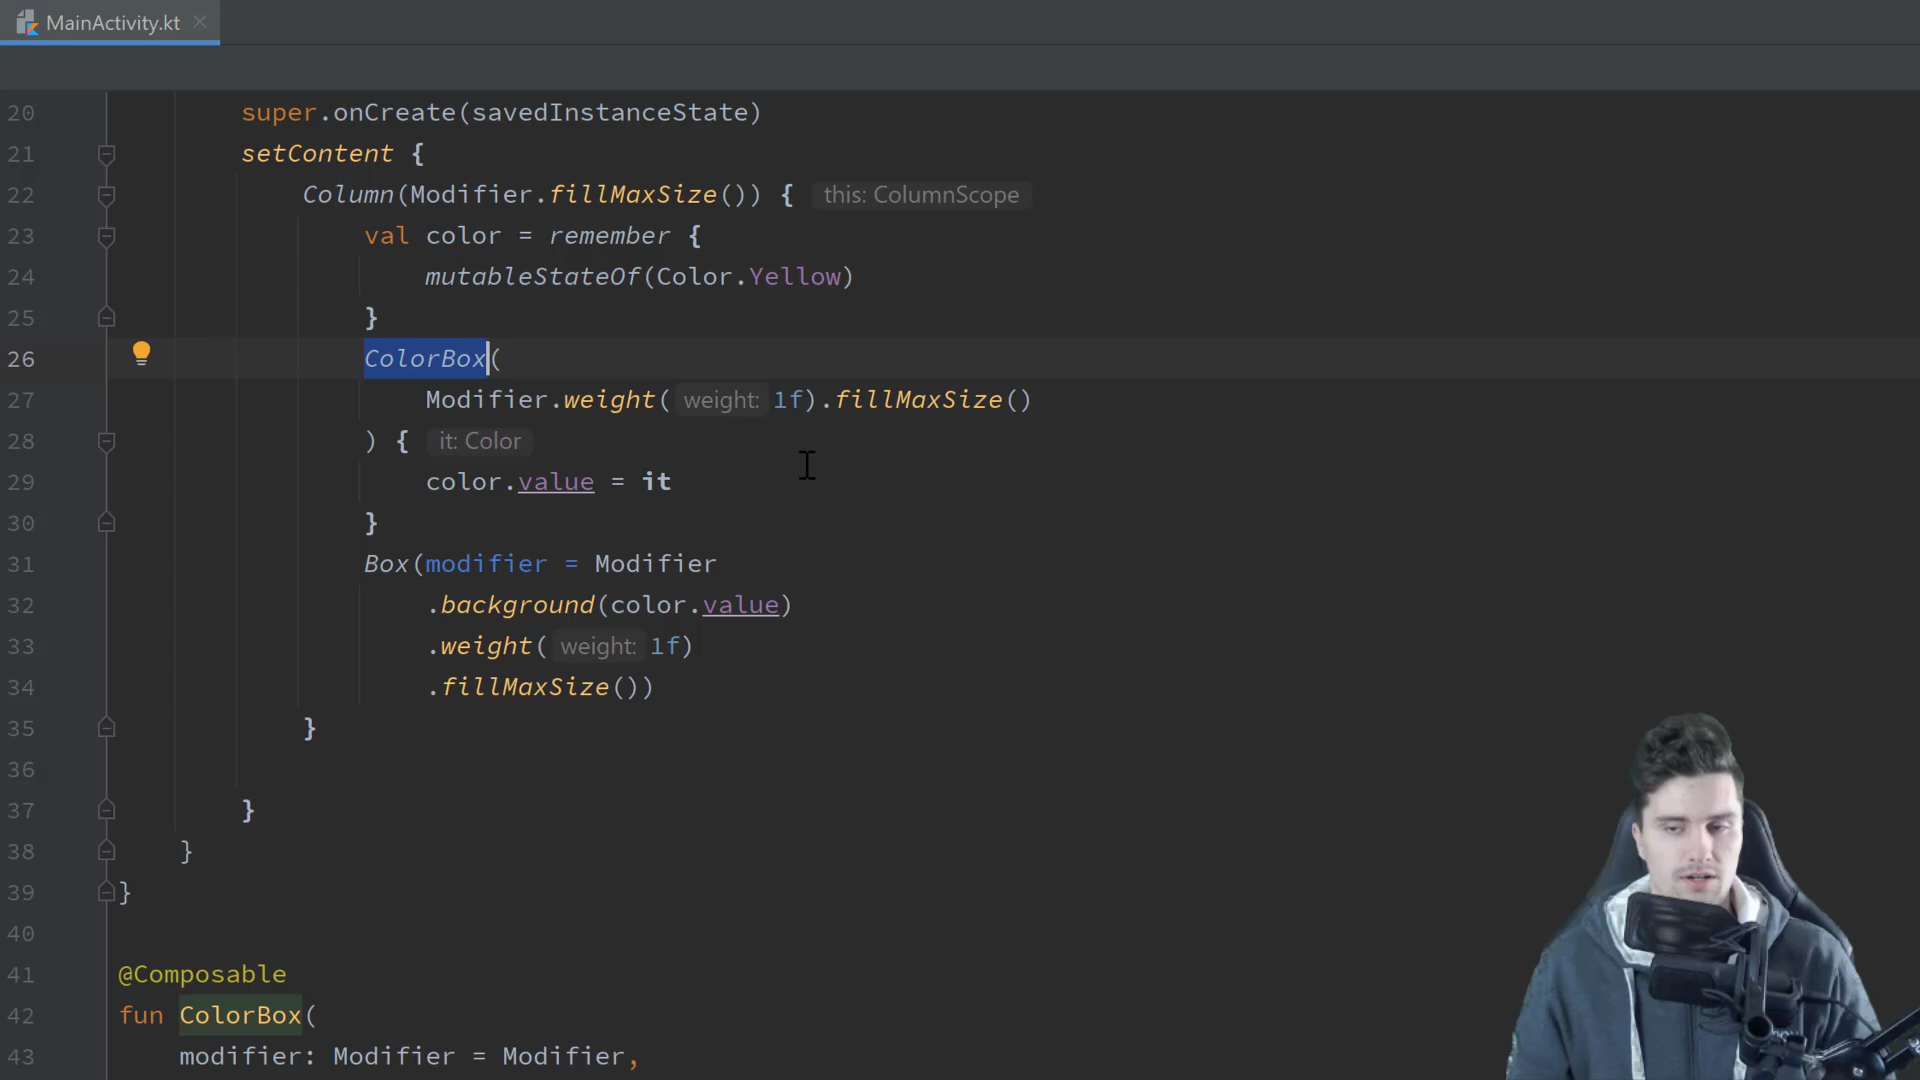 MainActivity.kt
20 super.onCreate(savedInstanceState)
21 setContent {
22 Column(Modifier.fillMaxSize()) { this: ColumnScope
23 val color = remember {
24 mutableStateOf(Color.Yellow)
25 }
26 ColorBox(
27 Modifier.weight( weight: 1f).fillMaxSize()
28 ) { it: Color
29 color.value = it
30 }
31 Box(modifier = Modifier
32 .background(color.value)
33 .weight( weight: 1f)
34 .fillMaxSize())
35 }
36
37 }
38 }
39 }
40
41 @Composable
42 fun ColorBox(
43 modifier: Modifier = Modifier,